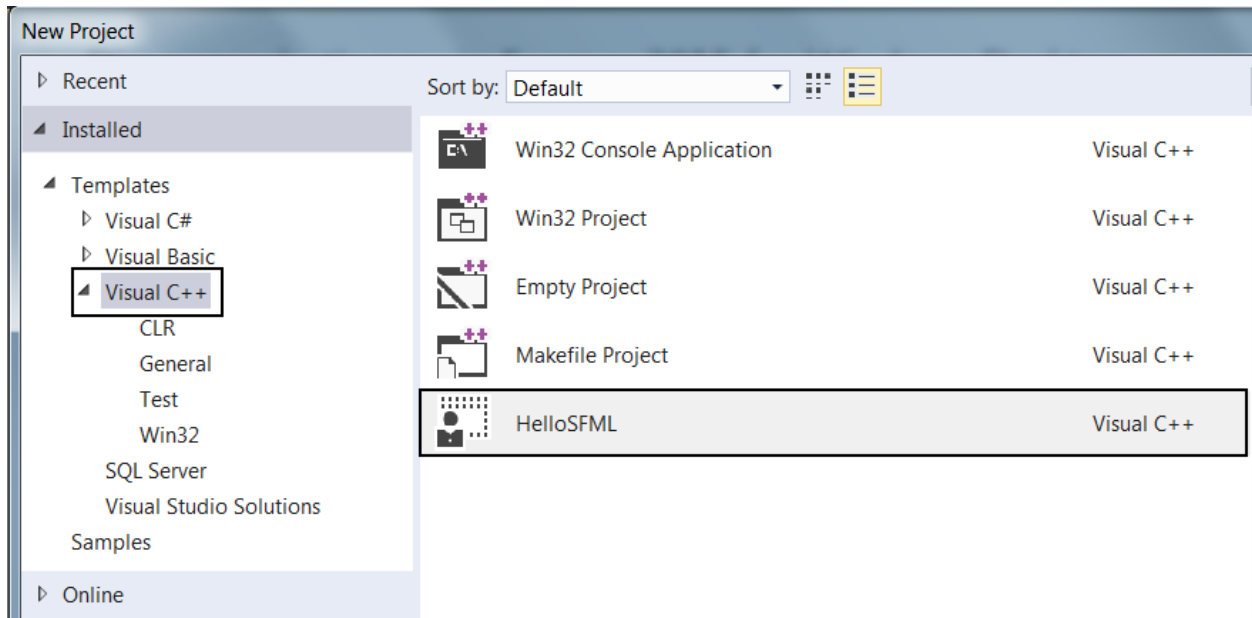 New Project
Recent
Installed
Templates
Visual C#
Visual Basic
Visual C++
CLR
General
Test
Win32
SQL Server
Visual Studio Solutions
Samples
Online
Sort by: Default
Win32 Console Application Visual C++
Win32 Project Visual C++
Empty Project Visual C++
Makefile Project Visual C++
HelloSFML Visual C++